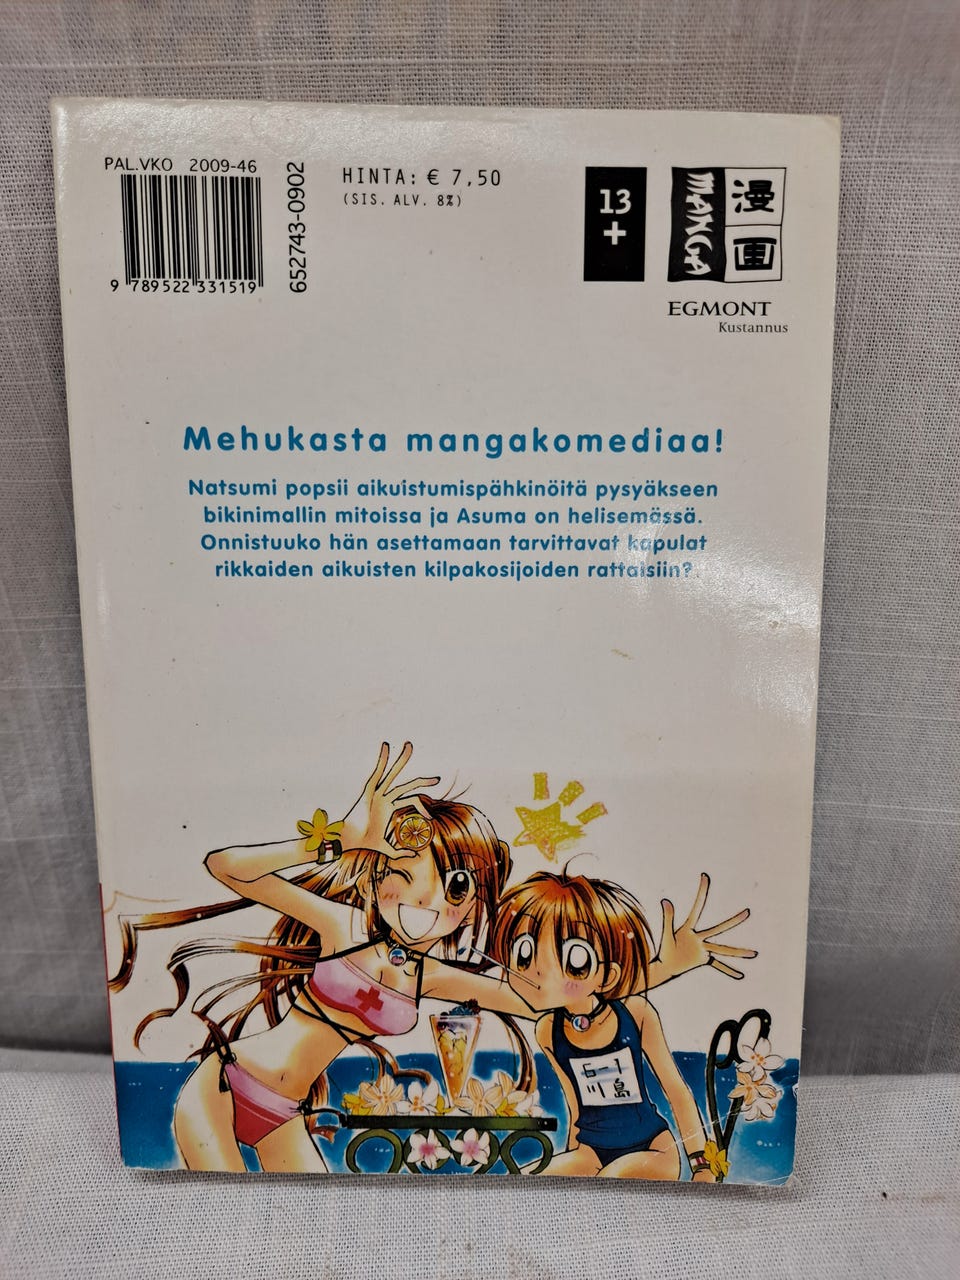 PAL.VKO 2009-46
9 789522 331519
652743-0902
HINTA: € 7,50
(SIS. ALV. 8%)
13
+
MANGA
漫
画
EGMONT
Kustannus
Mehukasta mangakomediaa!
Natsumi popsii aikuistumispähkinöitä pysyäkseen
bikinimallin mitoissa ja Asuma on helisemässä.
Onnistuuko hän asettamaan tarvittavat kapulat
rikkaiden aikuisten kilpakosijoiden rattaisiin?
6-1
川島